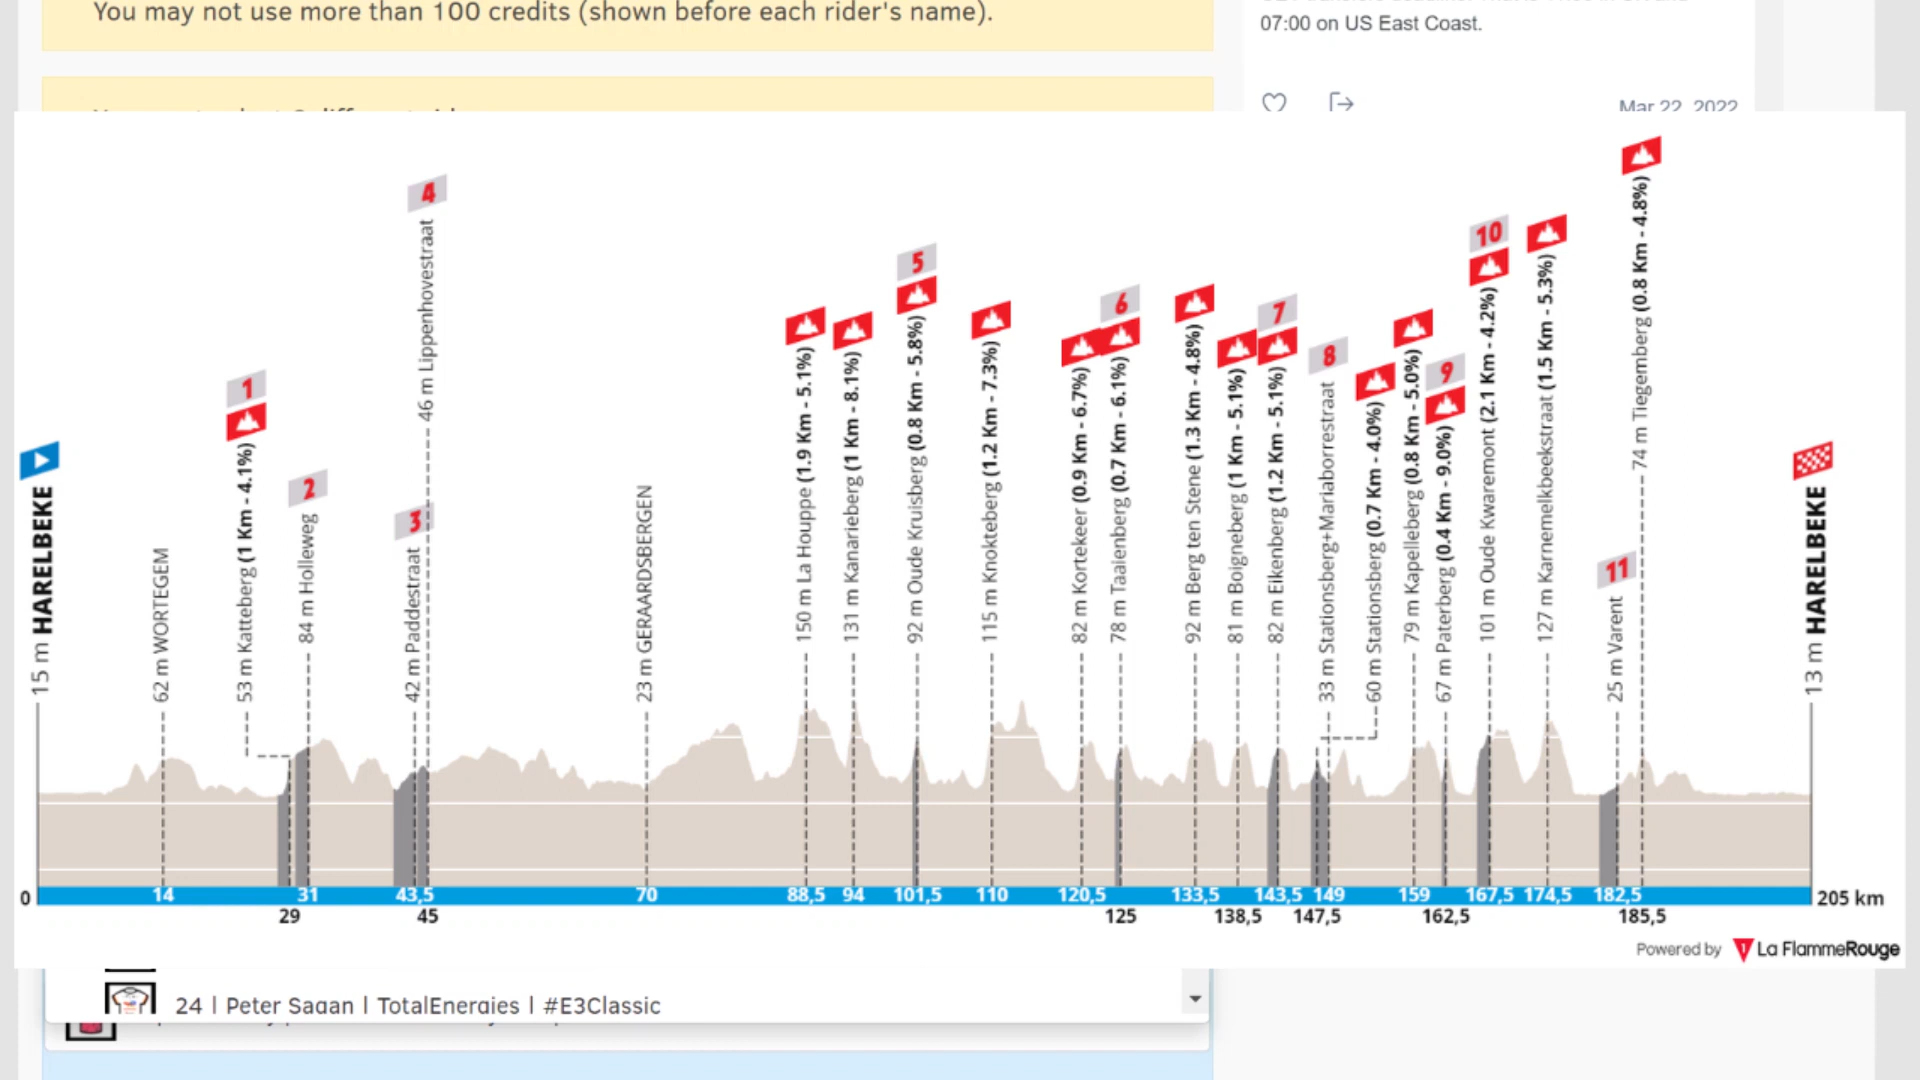 You may not use more than 100 credits (shown before each rider's name).
07:00 on US East Coast.
Mar 22, 2022
15 m HARELBEKE
62 m WORTEGEM
1
53 m Katteberg (1 Km - 4.1%)
2
84 m Holleweg
3
42 m Paddestraat
4
46 m Lippenhovestraat
23 m GERAARDSBERGEN
150 m La Houppe (1.9 Km - 5.1%)
131 m Kanarieberg (1 Km - 8.1%)
5
92 m Oude Kruisberg (0.8 Km - 5.8%)
115 m Knokteberg (1.2 Km - 7.3%)
82 m Kortekeer (0.9 Km - 6.7%)
6
78 m Taaienberg (0.7 Km - 6.1%)
92 m Berg ten Stene (1.3 Km - 4.8%)
81 m Boigneberg (1 Km - 5.1%)
7
82 m Eikenberg (1.2 Km - 5.1%)
8
33 m Stationsberg+Mariaborrestraat
60 m Stationsberg (0.7 Km - 4.0%)
79 m Kapelleberg (0.8 Km - 5.0%)
9
67 m Paterberg (0.4 Km - 9.0%)
10
101 m Oude Kwaremont (2.1 Km - 4.2%)
127 m Karnemelkbeekstraat (1.5 Km - 5.3%)
11
25 m Varent
74 m Tiegemberg (0.8 Km - 4.8%)
13 m HARELBEKE
0 14 31 43,5 70 88,5 94 101,5 110 120,5 133,5 143,5 149 159 167,5 174,5 182,5 205 km
29 45 125 138,5 147,5 162,5 185,5
Powered by La FlammeRouge
24 | Peter Sagan | TotalEnergies | #E3Classic